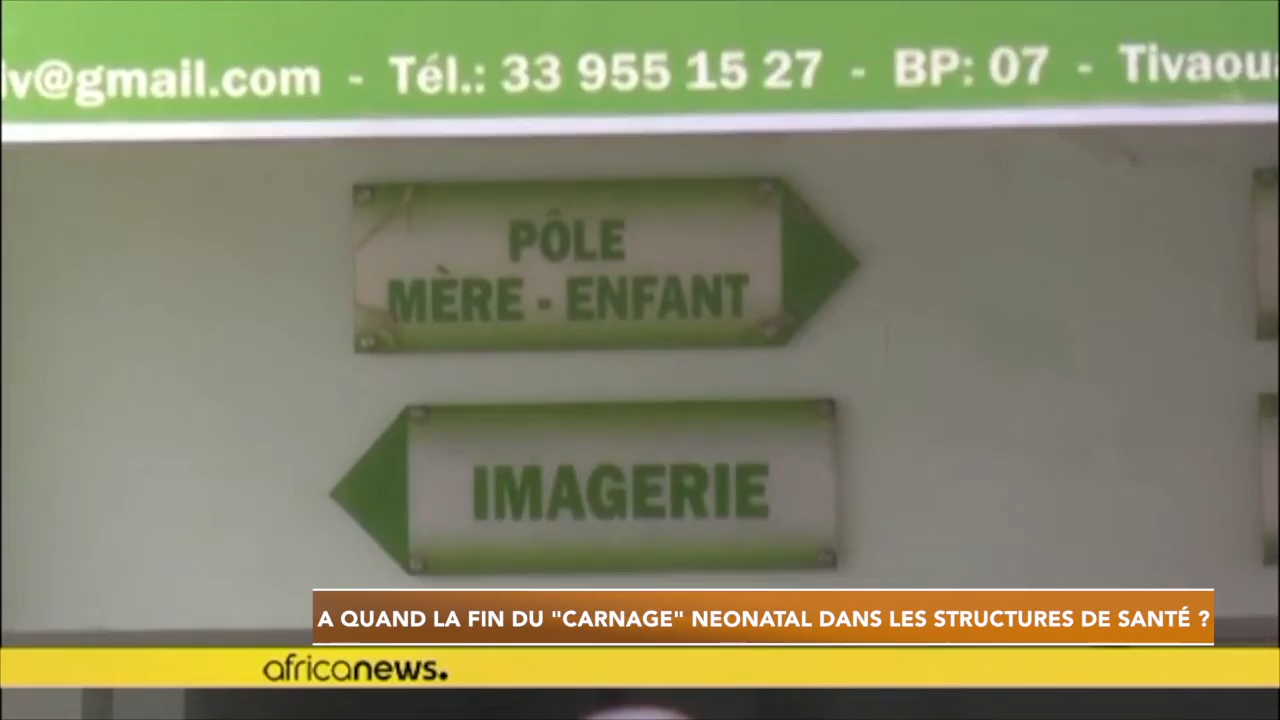 iv@gmail.com - Tél.: 33 955 15 27 - BP: 07 - Tivaou
PÔLE
MÈRE - ENFANT
IMAGERIE
A QUAND LA FIN DU "CARNAGE" NEONATAL DANS LES STRUCTURES DE SANTÉ ?
africanews.